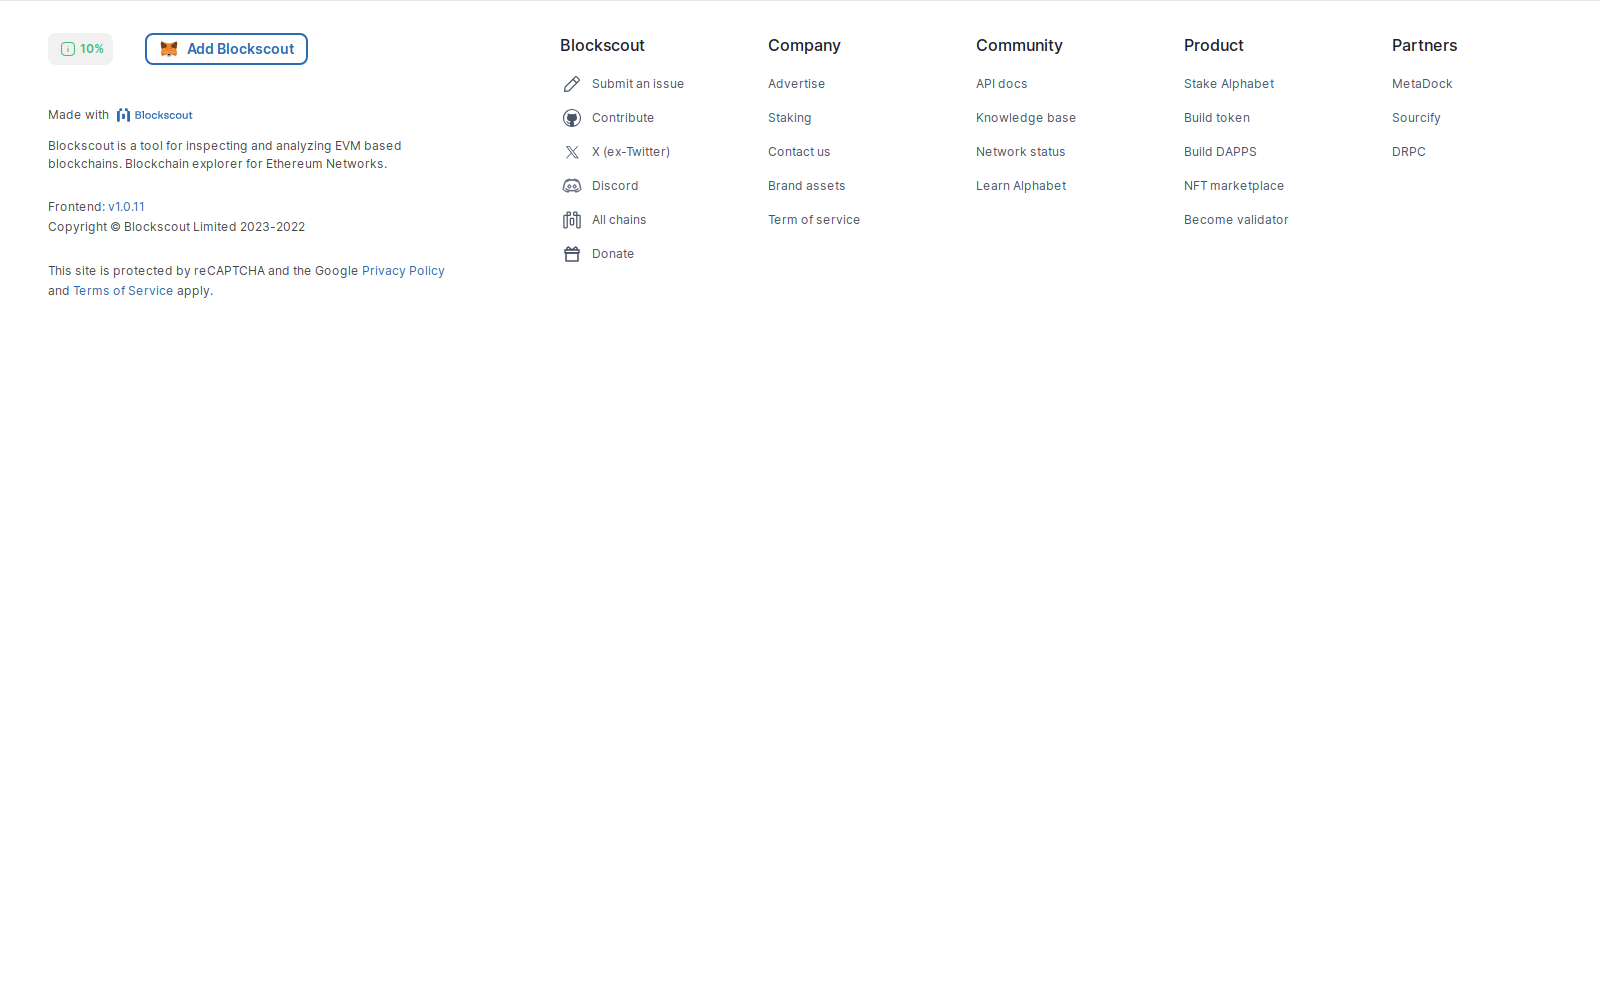 10%
Add Blockscout
Made with Blockscout
Blockscout is a tool for inspecting and analyzing EVM based
blockchains. Blockchain explorer for Ethereum Networks.
Frontend: v1.0.11
Copyright © Blockscout Limited 2023-2022
This site is protected by reCAPTCHA and the Google Privacy Policy
and Terms of Service apply.
Blockscout
Submit an issue
Contribute
X (ex-Twitter)
Discord
All chains
Donate
Company
Advertise
Staking
Contact us
Brand assets
Term of service
Community
API docs
Knowledge base
Network status
Learn Alphabet
Product
Stake Alphabet
Build token
Build DAPPS
NFT marketplace
Become validator
Partners
MetaDock
Sourcify
DRPC